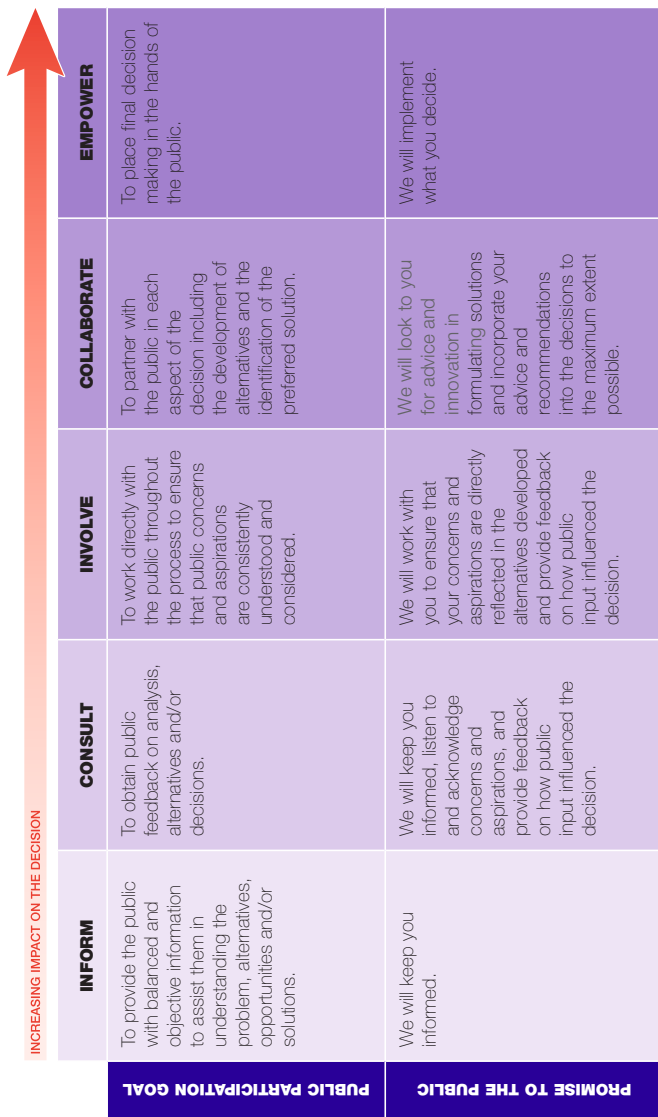 INCREASING IMPACT ON THE DECISION
INFORM
CONSULT
INVOLVE
COLLABORATE
EMPOWER
PUBLIC PARTICIPATION GOAL
To provide the public
with balanced and
objective information
to assist them in
understanding the
problem, alternatives,
opportunities and/or
solutions.
To obtain public
feedback on analysis,
alternatives and/or
decisions.
To work directly with
the public throughout
the process to ensure
that public concerns
and aspirations
are consistently
understood and
considered.
To partner with
the public in each
aspect of the
decision including
the development of
alternatives and the
identification of the
preferred solution.
To place final decision
making in the hands of
the public.
PROMISE TO THE PUBLIC
We will keep you
informed.
We will keep you
informed, listen to
and acknowledge
concerns and
aspirations, and
provide feedback
on how public
input influenced the
decision.
We will work with
you to ensure that
your concerns and
aspirations are directly
reflected in the
alternatives developed
and provide feedback
on how public
input influenced the
decision.
We will look to you
for advice and
innovation in
formulating solutions
and incorporate your
advice and
recommendations
into the decisions to
the maximum extent
possible.
We will implement
what you decide.